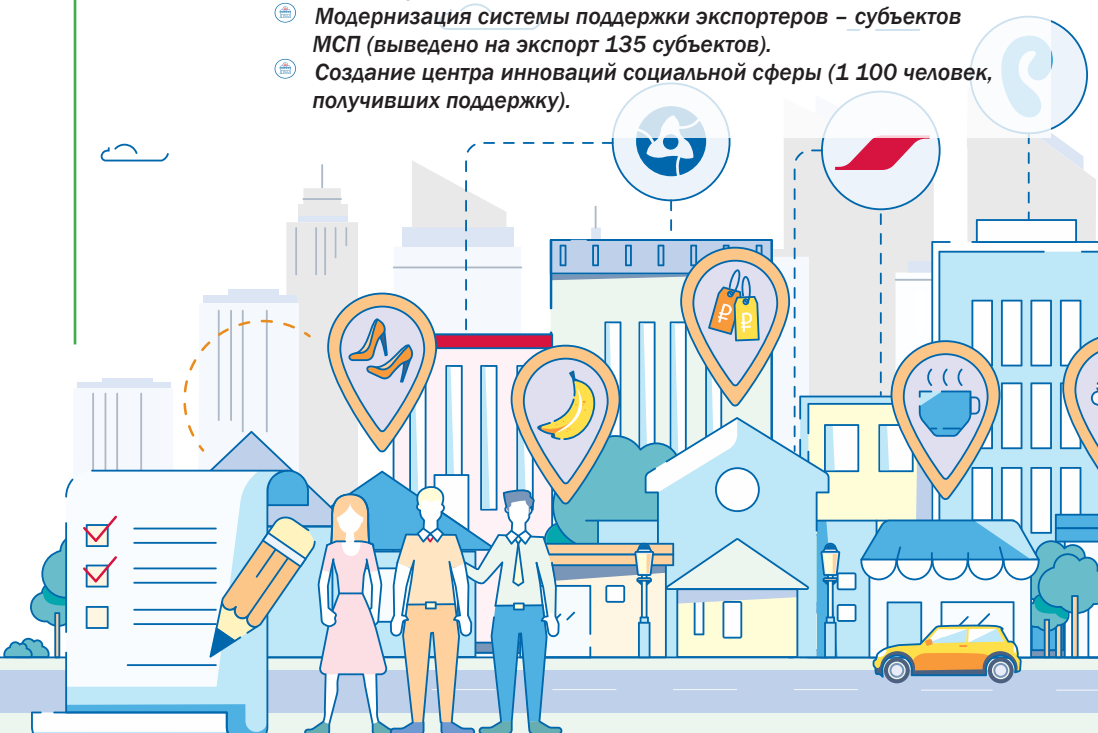 Модернизация системы поддержки экспортеров – субъектов
МСП (выведено на экспорт 135 субъектов).
Создание центра инноваций социальной сферы (1 100 человек,
получивших поддержку).
₽
₽